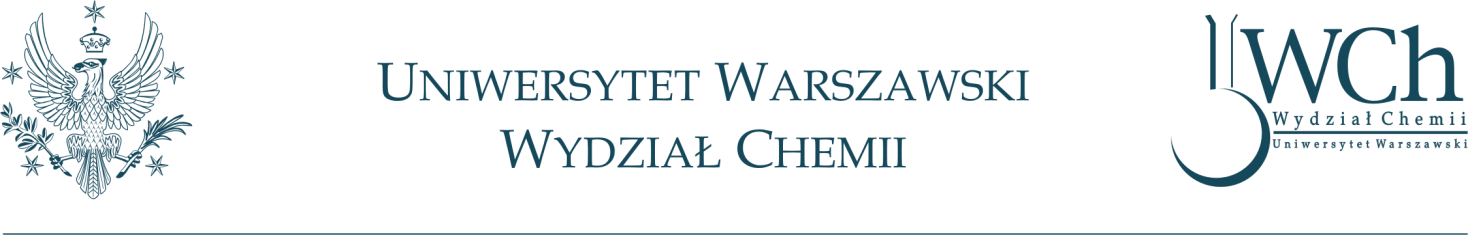 UNIWERSYTET WARSZAWSKI
WYDZIAŁ CHEMII
WCh
Wydział Chemii
Uniwersytet Warszawski